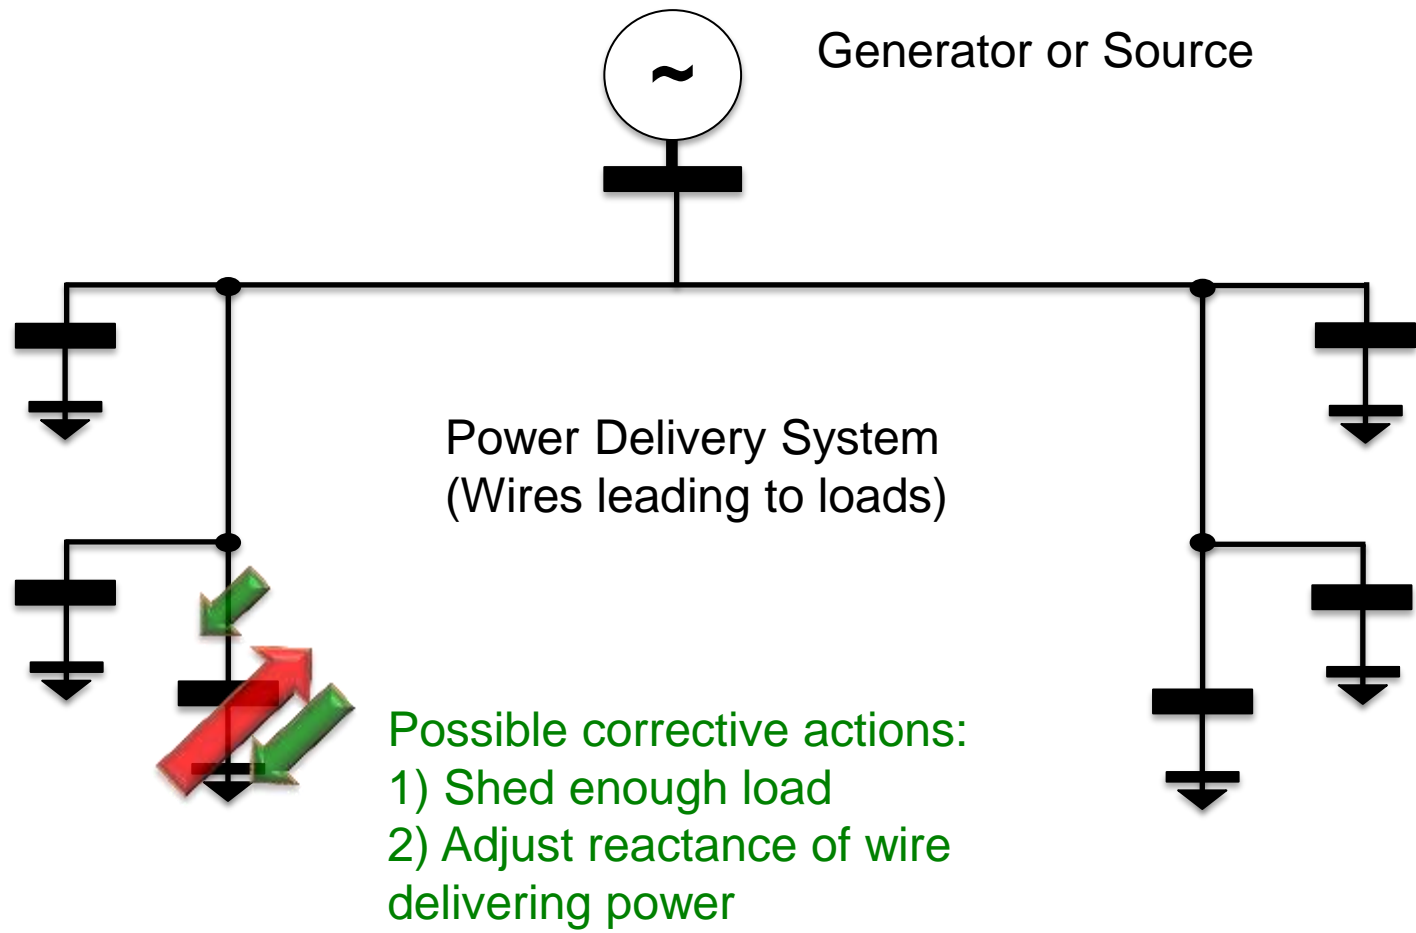 ~
Generator or Source
Power Delivery System
(Wires leading to loads)
Possible corrective actions:
1) Shed enough load
2) Adjust reactance of wire
delivering power